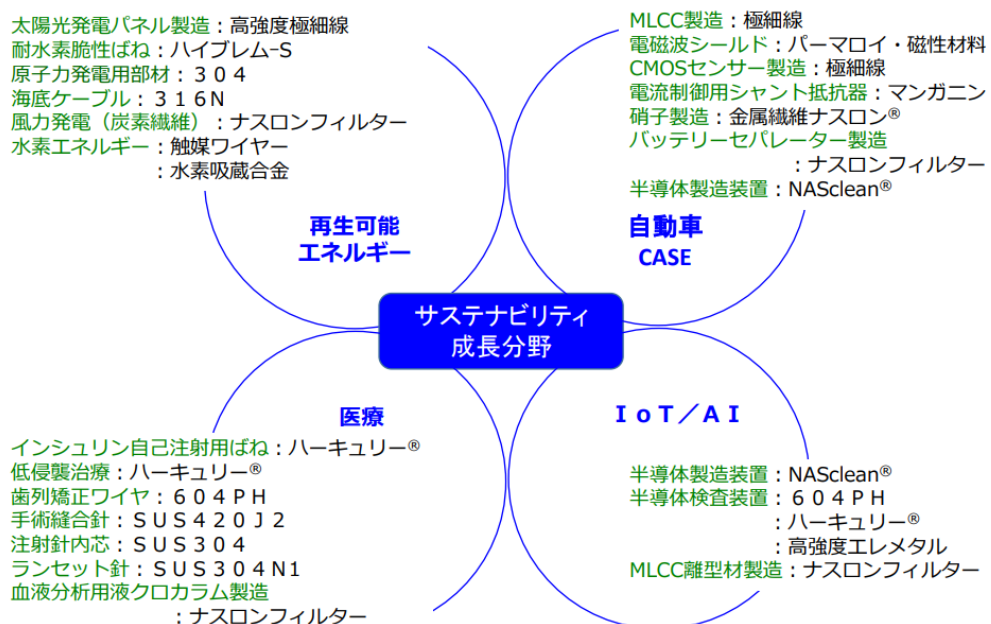 太陽光発電パネル製造：高強度極細線
耐水素脆性ばね：ハイブレム-S
原子力発電用部材：３０４
海底ケーブル：３１６N
風力発電（炭素繊維）：ナスロンフィルター
水素エネルギー：触媒ワイヤー
：水素吸蔵合金
再生可能
エネルギー
MLCC製造：極細線
電磁波シールド：パーマロイ・磁性材料
CMOSセンサー製造：極細線
電流制御用シャント抵抗器：マンガニン
硝子製造：金属繊維ナスロン®
バッテリーセパレーター製造
：ナスロンフィルター
半導体製造装置：NASclean®
自動車
CASE
サステナビリティ
成長分野
医療
インシュリン自己注射用ばね：ハーキュリー®
低侵襲治療：ハーキュリー®
歯列矯正ワイヤ：６０４PH
手術縫合針：ＳＵＳ４２０Ｊ２
注射針内芯：ＳＵＳ３０４
ランセット針：ＳＵＳ３０４N1
血液分析用液クロカラム製造
：ナスロンフィルター
ＩｏＴ／ＡＩ
半導体製造装置：NASclean®
半導体検査装置：６０４ＰＨ
：ハーキュリー®
：高強度エレメタル
MLCC離型材製造：ナスロンフィルター